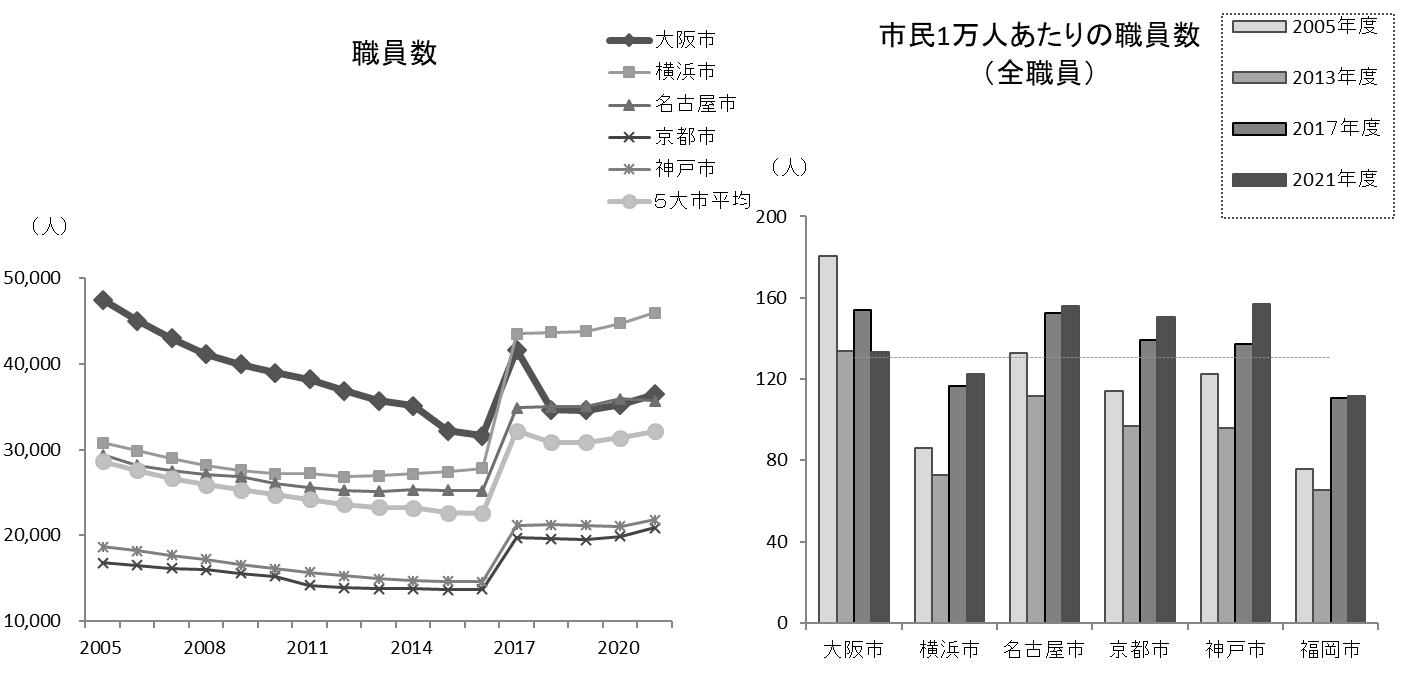 職員数
大阪市
横浜市
名古屋市
京都市
神戸市
５大市平均
（人）
50,000
40,000
30,000
20,000
10,000
2005 2008 2011 2014 2017 2020
市民1万人あたりの職員数
（全職員）
2005年度
2013年度
2017年度
2021年度
（人）
200
160
120
80
40
0
大阪市 横浜市 名古屋市 京都市 神戸市 福岡市